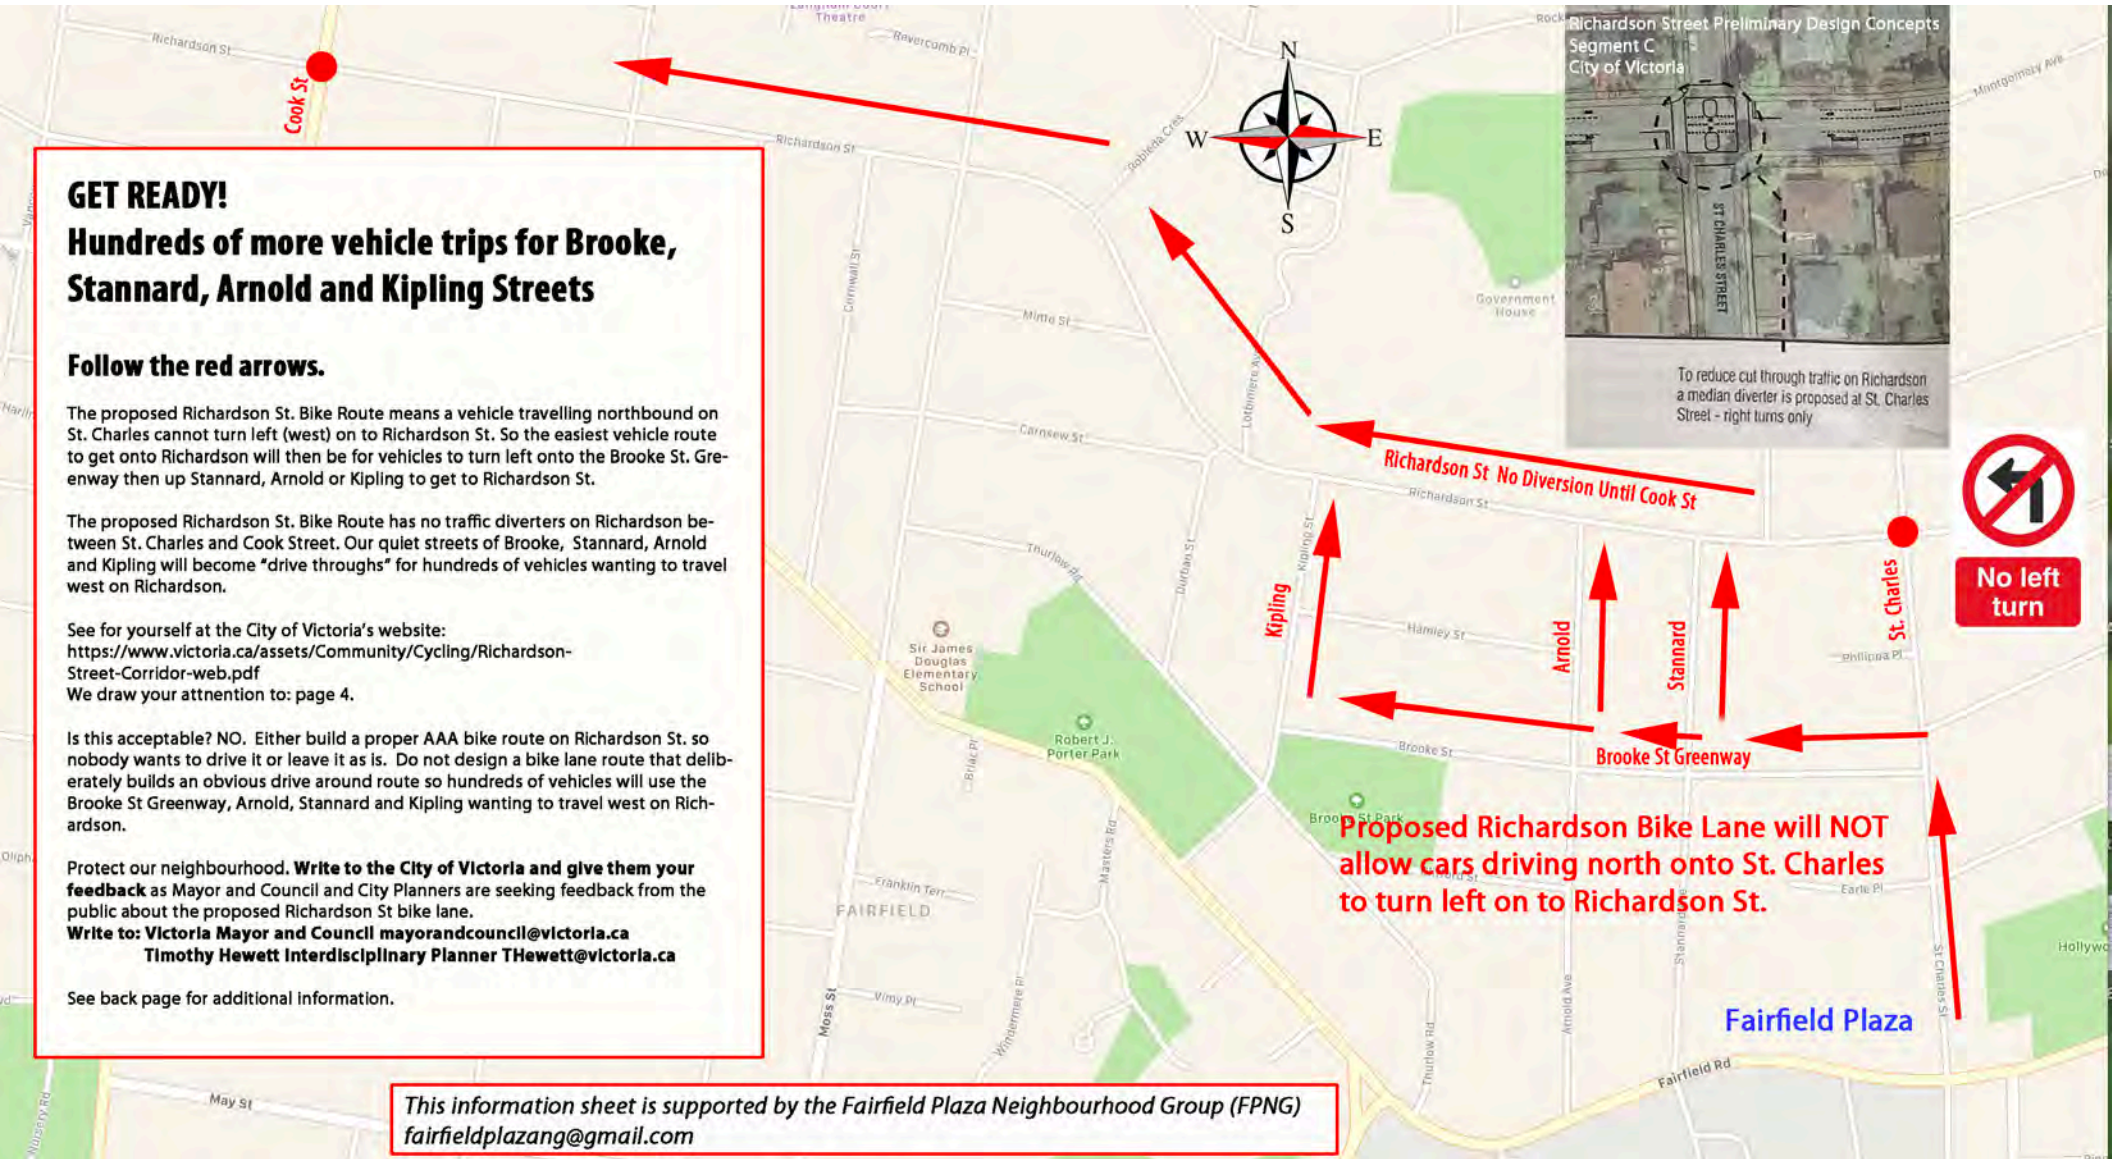 GET READY!
Hundreds of more vehicle trips for Brooke,
Stannard, Arnold and Kipling Streets
Follow the red arrows.
The proposed Richardson St. Bike Route means a vehicle travelling northbound on
St. Charles cannot turn left (west) on to Richardson St. So the easiest vehicle route
to get onto Richardson will then be for vehicles to turn left onto the Brooke St. Gre-
enway then up Stannard, Arnold or Kipling to get to Richardson St.
The proposed Richardson St. Bike Route has no traffic diverters on Richardson be-
tween St. Charles and Cook Street. Our quiet streets of Brooke, Stannard, Arnold
and Kipling will become "drive throughs" for hundreds of vehicles wanting to travel
west on Richardson.
See for yourself at the City of Victoria's website:
https://www.victoria.ca/assets/Community/Cycling/Richardson-
Street-Corridor-web.pdf
We draw your attnention to: page 4.
Is this acceptable? NO. Either build a proper AAA bike route on Richardson St. so
nobody wants to drive it or leave it as is. Do not design a bike lane route that delib-
erately builds an obvious drive around route so hundreds of vehicles will use the
Brooke St Greenway, Arnold, Stannard and Kipling wanting to travel west on Rich-
ardson.
Protect our neighbourhood. Write to the City of Victoria and give them your
feedback as Mayor and Council and City Planners are seeking feedback from the
public about the proposed Richardson St bike lane.
Write to: Victoria Mayor and Council mayorandcouncil@victoria.ca
Timothy Hewett Interdisciplinary Planner THewett@victoria.ca
See back page for additional information.
This information sheet is supported by the Fairfield Plaza Neighbourhood Group (FPNG)
fairfieldplazang@gmail.com
Richardson St
Cook St
Theatre
Ravercomb Pl
Richardson St
Robleda Cres
N
W
E
S
Richardson Street Preliminary Design Concepts
Segment C
City of Victoria
ST CHARLES STREET
To reduce cut through traffic on Richardson
a median diverter is proposed at St. Charles
Street - right turns only
Montgomery Ave
Government
House
Cornwall St
Minto St
Lotbiniere Av
Carnsew St
Richardson St No Diversion Until Cook St
Richardson St
No left
turn
St. Charles
Thurlow Rd
Durban St
Kipling St
Kipling
Arnold
Stannard
Hamley St
Philippa Pl
Sir James
Douglas
Elementary
School
Robert J.
Porter Park
Briar Pl
Brooke St
Brooke St Greenway
Brooke St Park
Proposed Richardson Bike Lane will NOT
allow cars driving north onto St. Charles
to turn left on to Richardson St.
Earle Pl
Masters Rd
Franklin Terr
FAIRFIELD
Vimy Pl
Windermere Pl
Moss St
Thurlow Rd
Arnold Ave
Stannard
St Charles St
Hollywo
Fairfield Plaza
Fairfield Rd
May St
Nursery Rd